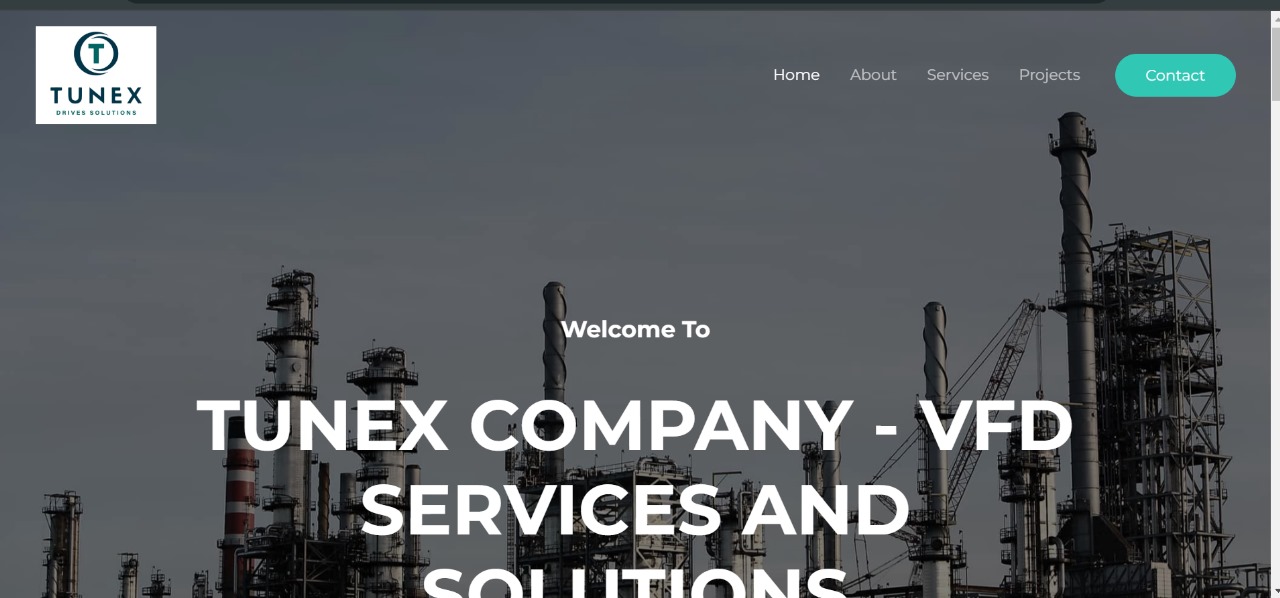 T
TUNEX
DRIVES SOLUTIONS
Home About Services Projects Contact
Welcome To
TUNEX COMPANY - VFD
SERVICES AND
SOLUTIONS